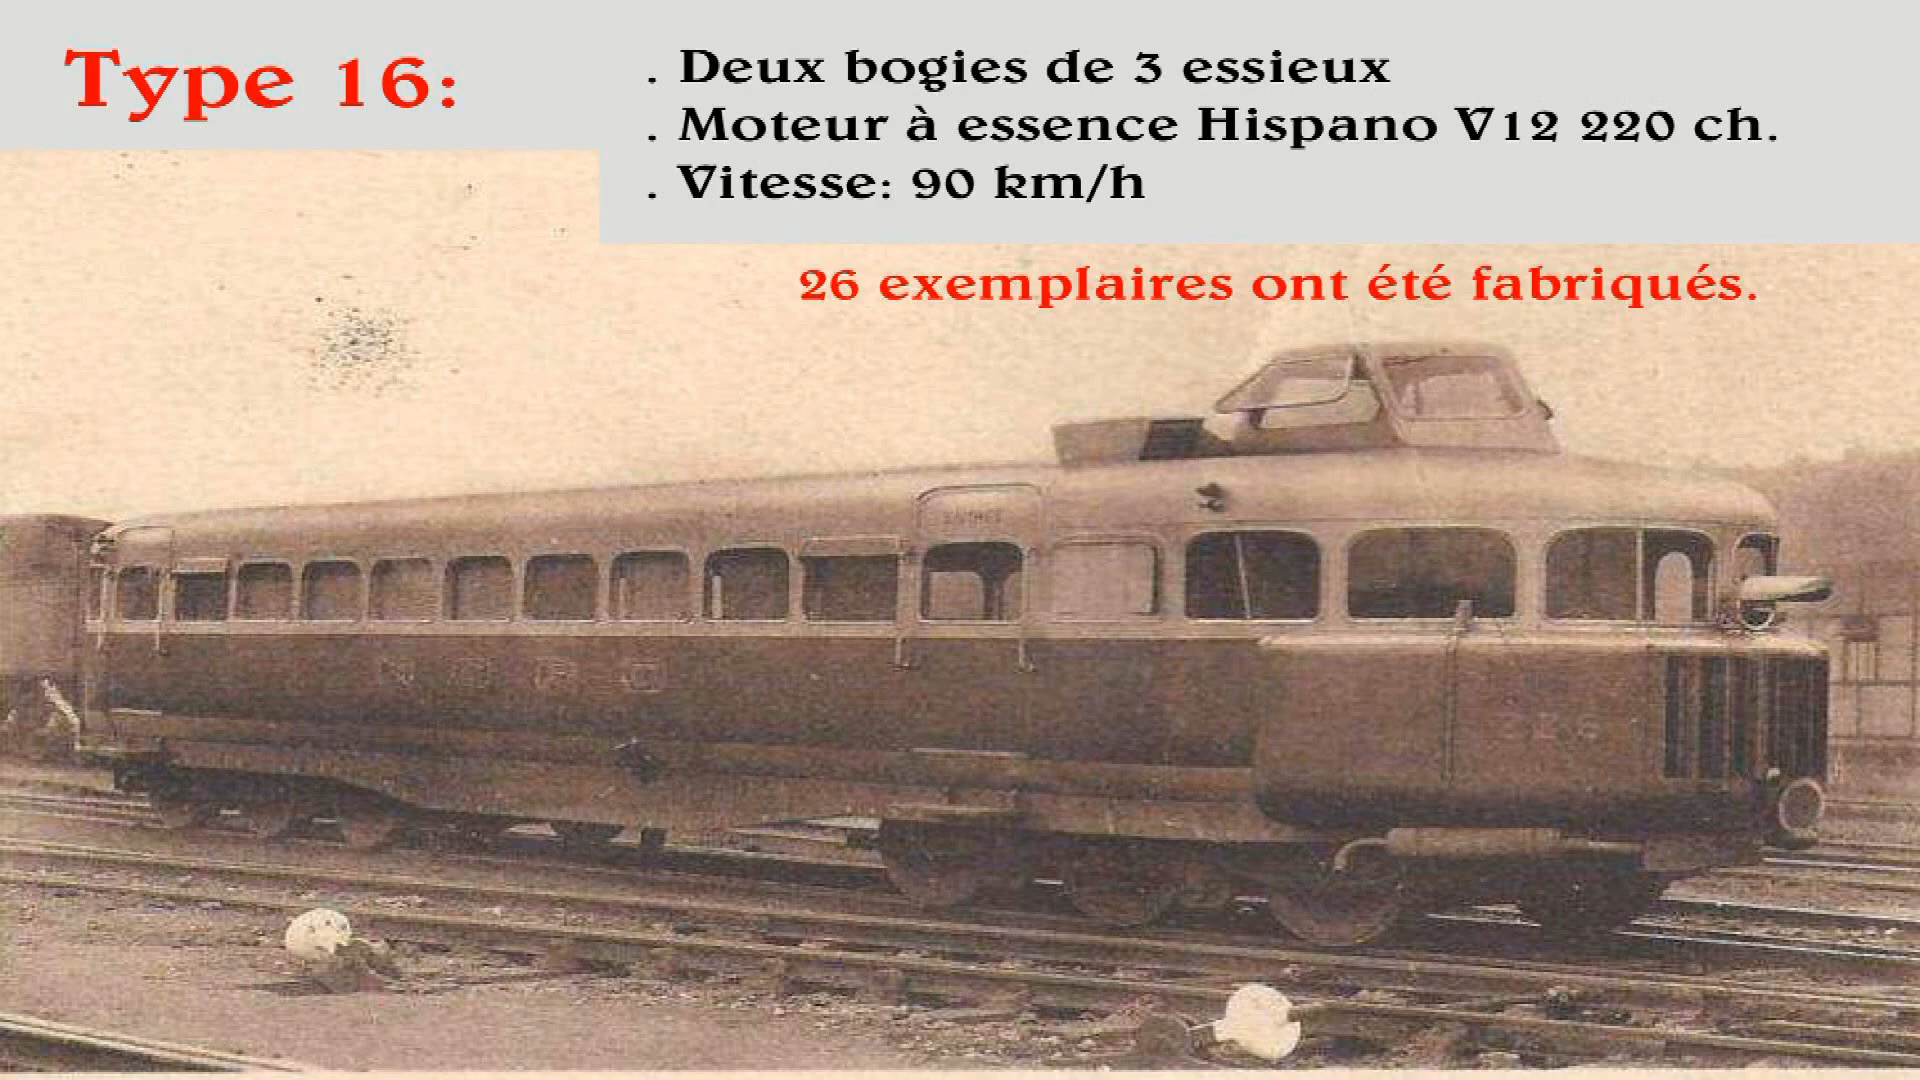 Type 16:
. Deux bogies de 3 essieux
. Moteur à essence Hispano V12 220 ch.
. Vitesse: 90 km/h
26 exemplaires ont été fabriqués.